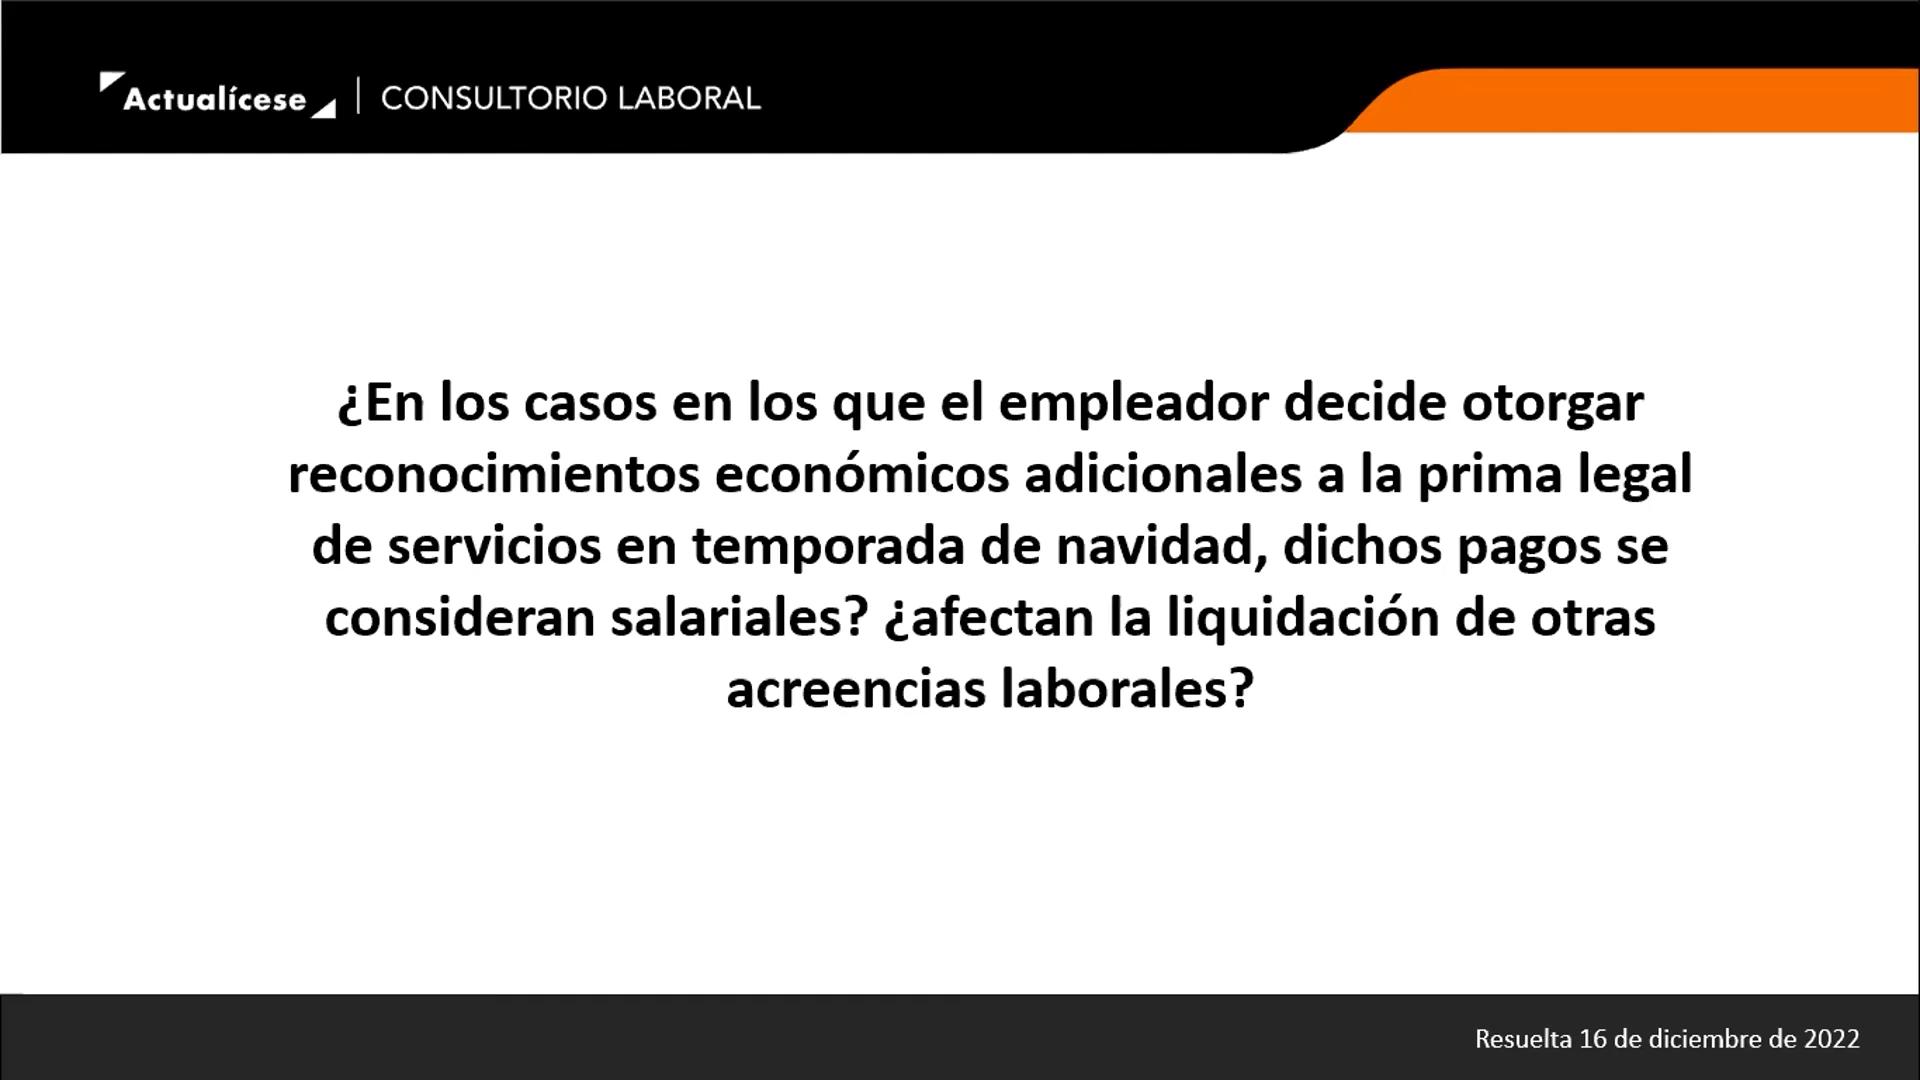 Actualícese | CONSULTORIO LABORAL
¿En los casos en los que el empleador decide otorgar
reconocimientos económicos adicionales a la prima legal
de servicios en temporada de navidad, dichos pagos se
consideran salariales? ¿afectan la liquidación de otras
acreencias laborales?
Resuelta 16 de diciembre de 2022